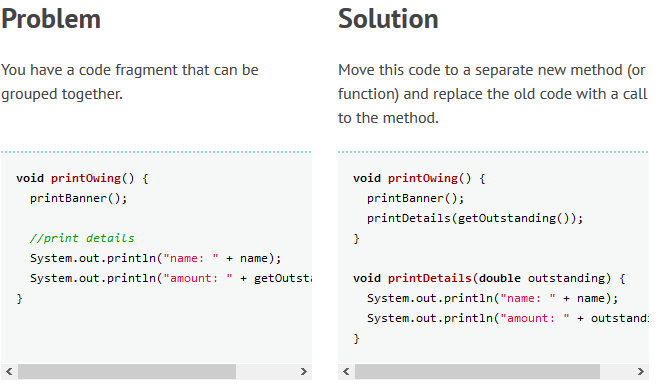 Problem
You have a code fragment that can be
grouped together.
void printOwing() {
  printBanner();
  //print details
  System.out.println("name: " + name);
  System.out.println("amount: " + getOutsta
}
Solution
Move this code to a separate new method (or
function) and replace the old code with a call
to the method.
void printOwing() {
  printBanner();
  printDetails(getOutstanding());
}
void printDetails(double outstanding) {
  System.out.println("name: " + name);
  System.out.println("amount: " + outstandi
}